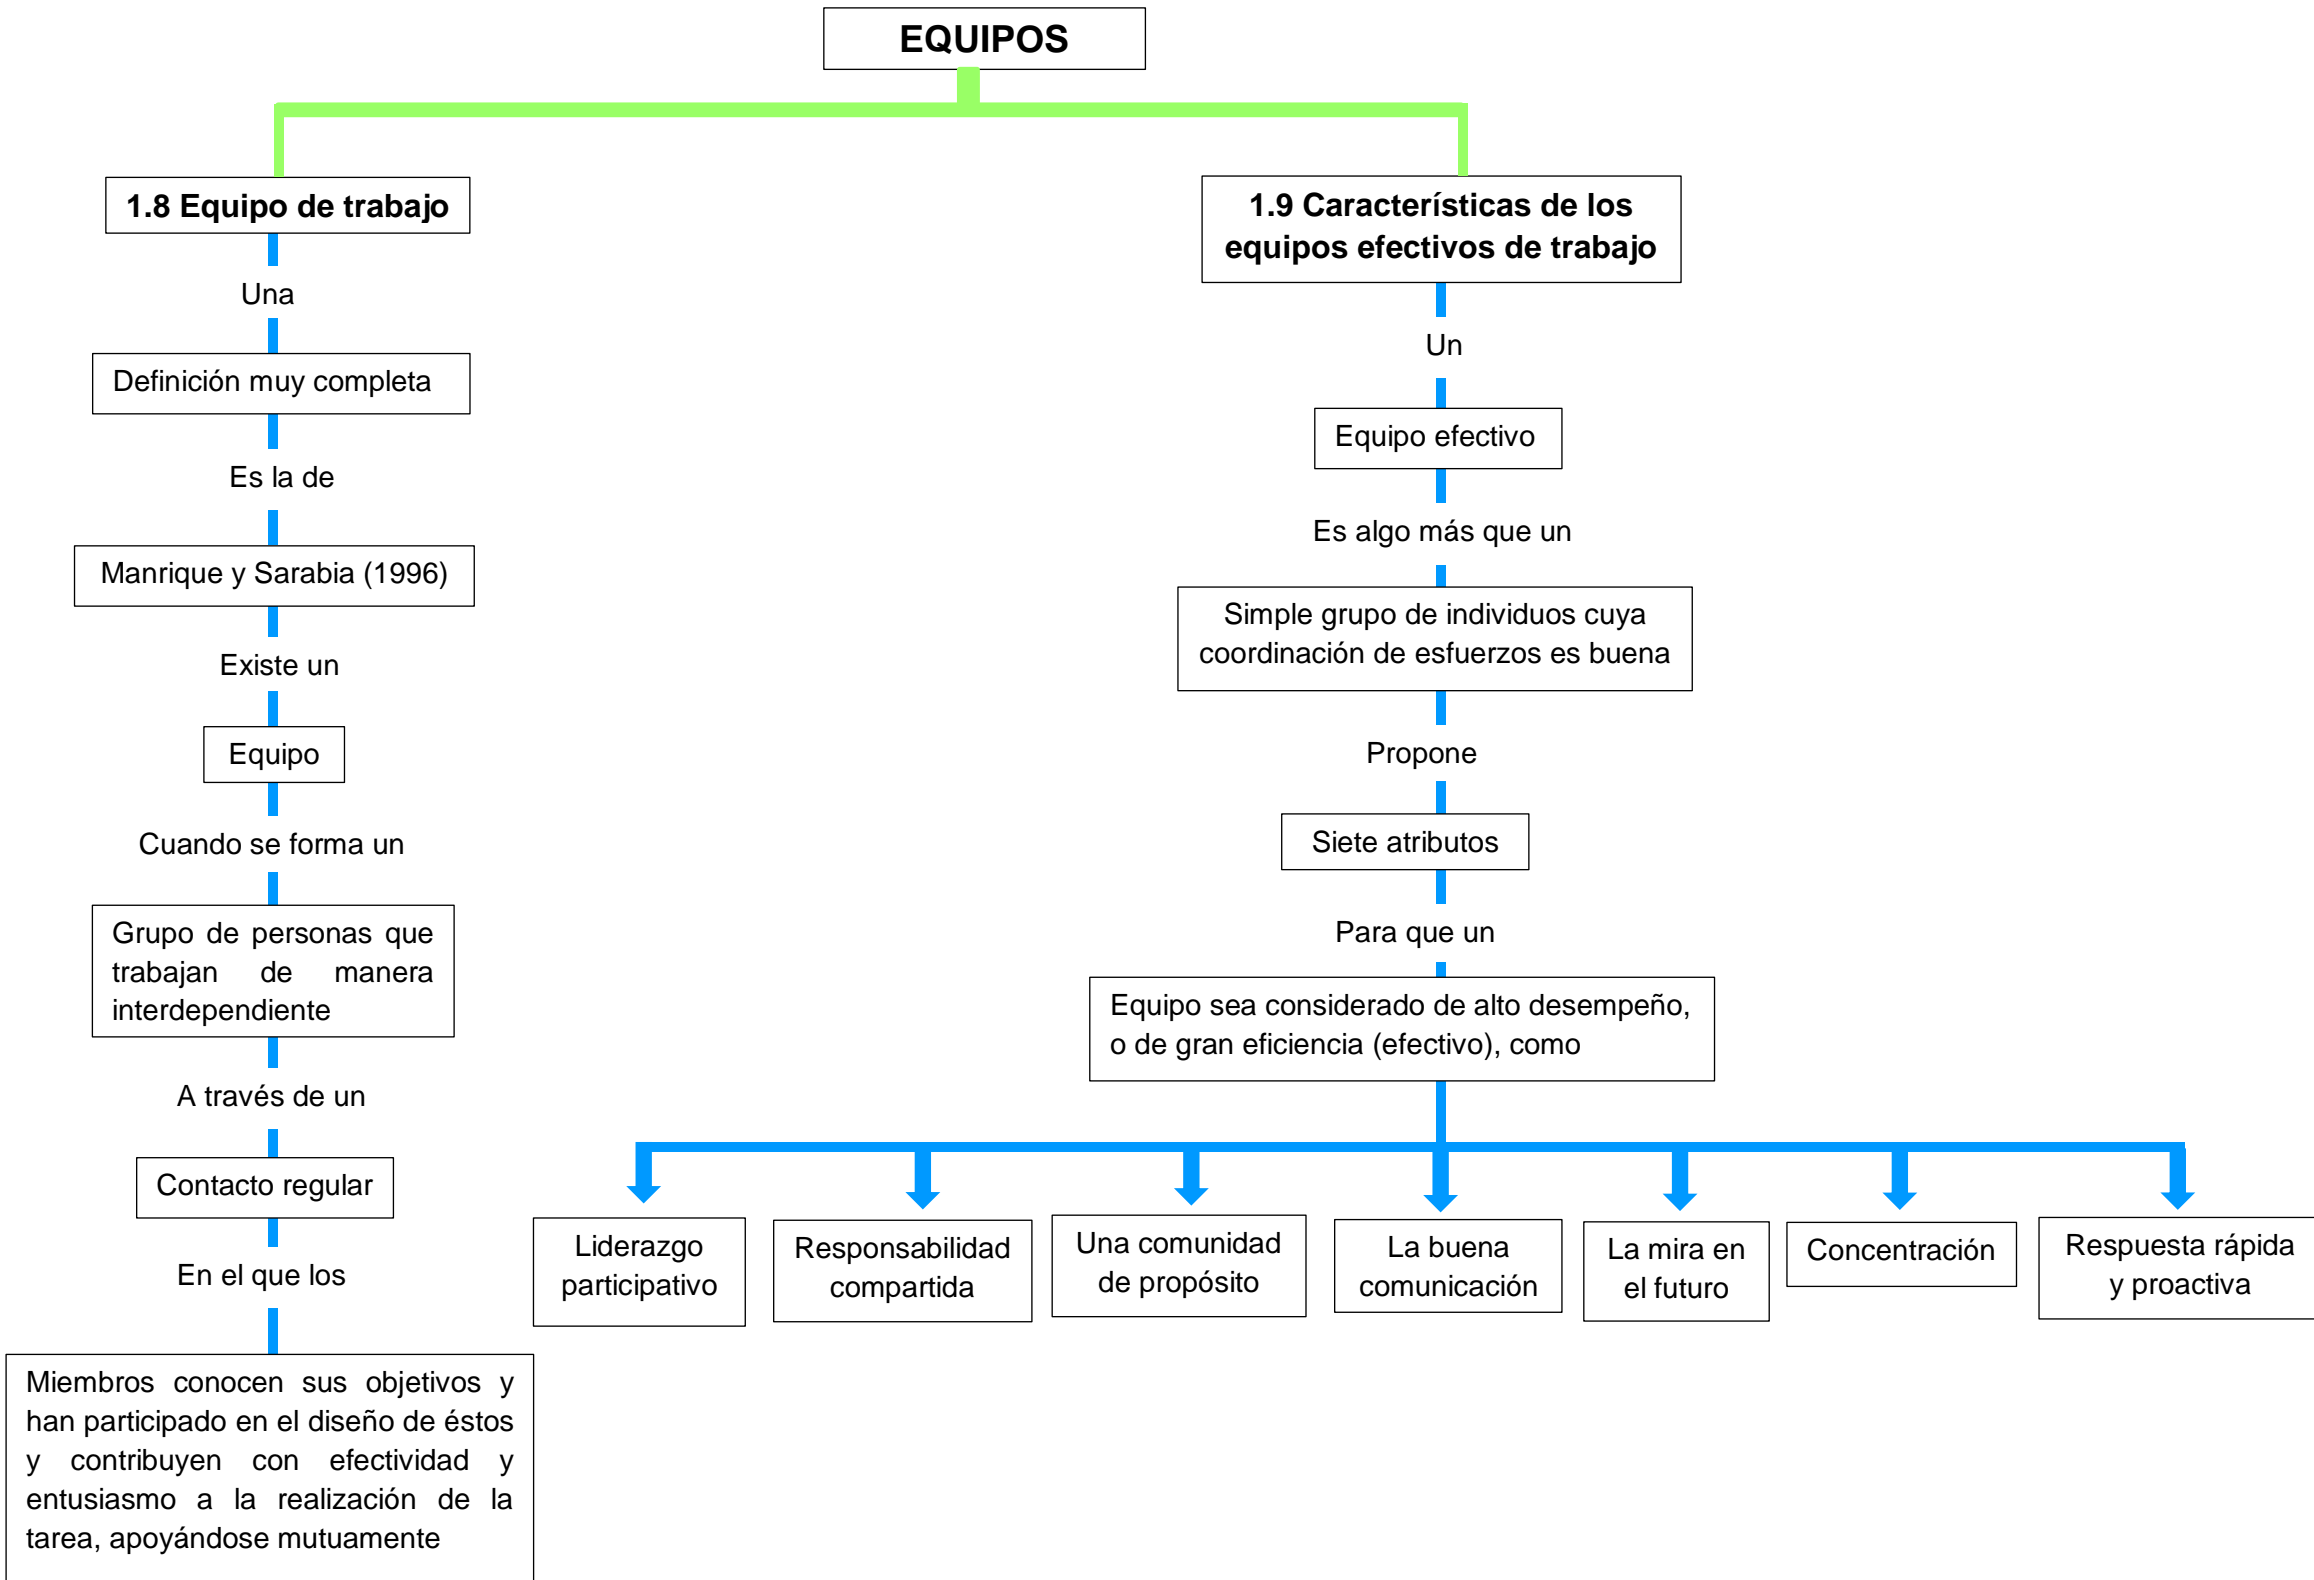 EQUIPOS
1.8 Equipo de trabajo
Una
Definición muy completa
Es la de
Manrique y Sarabia (1996)
Existe un
Equipo
Cuando se forma un
Grupo de personas que
trabajan de manera
interdependiente
A través de un
Contacto regular
En el que los
Miembros conocen sus objetivos y
han participado en el diseño de éstos
y contribuyen con efectividad y
entusiasmo a la realización de la
tarea, apoyándose mutuamente
1.9 Características de los
equipos efectivos de trabajo
Un
Equipo efectivo
Es algo más que un
Simple grupo de individuos cuya
coordinación de esfuerzos es buena
Propone
Siete atributos
Para que un
Equipo sea considerado de alto desempeño,
o de gran eficiencia (efectivo), como
Liderazgo
participativo
Responsabilidad
compartida
Una comunidad
de propósito
La buena
comunicación
La mira en
el futuro
Concentración
Respuesta rápida
y proactiva